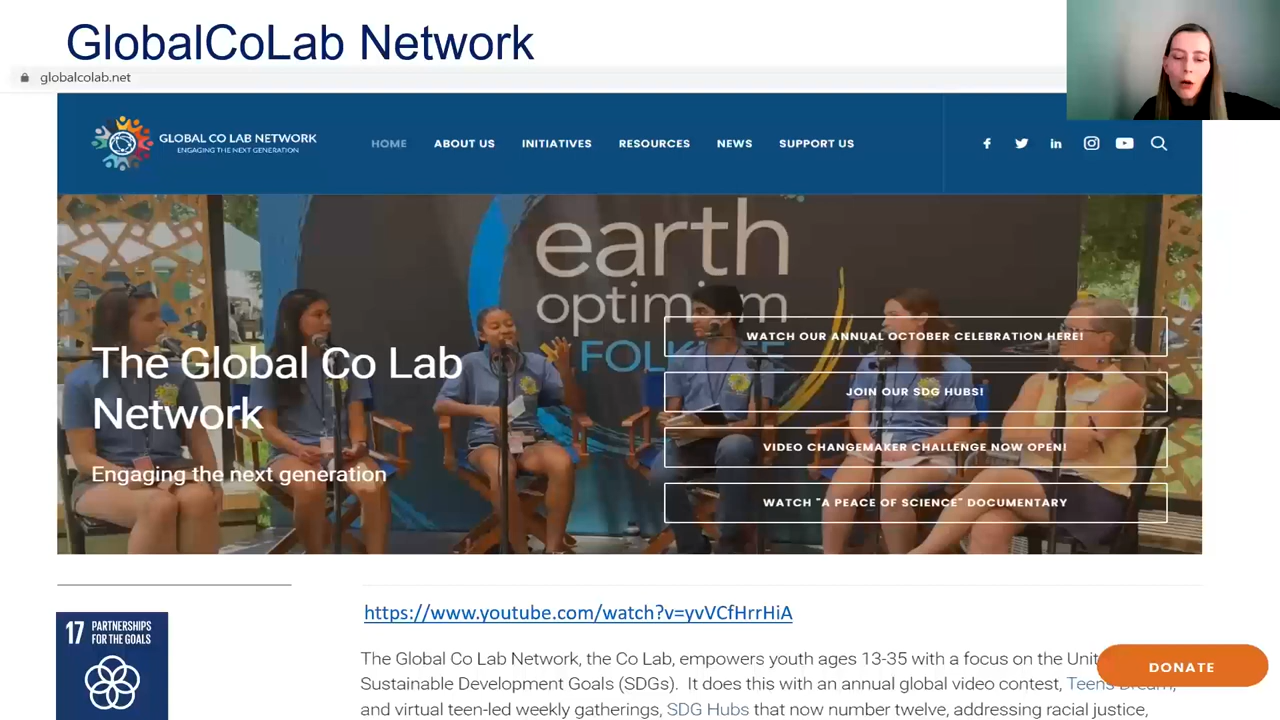 GlobalCoLab Network
globalcolab.net
GLOBAL CO LAB NETWORK
ENGAGING THE NEXT GENERATION
HOME ABOUT US INITIATIVES RESOURCES NEWS SUPPORT US
earth
optimism
FOLK
The Global Co Lab
Network
Engaging the next generation
WATCH OUR ANNUAL OCTOBER CELEBRATION HERE!
JOIN OUR SDG HUBS!
VIDEO CHANGEMAKER CHALLENGE NOW OPEN!
WATCH "A PEACE OF SCIENCE" DOCUMENTARY
17 PARTNERSHIPS
FOR THE GOALS
https://www.youtube.com/watch?v=yvVCfHrrHiA
The Global Co Lab Network, the Co Lab, empowers youth ages 13-35 with a focus on the
Sustainable Development Goals (SDGs). It does this with an annual global video contest, Teens Dream,
and virtual teen-led weekly gatherings, SDG Hubs that now number twelve, addressing racial justice,
DONATE